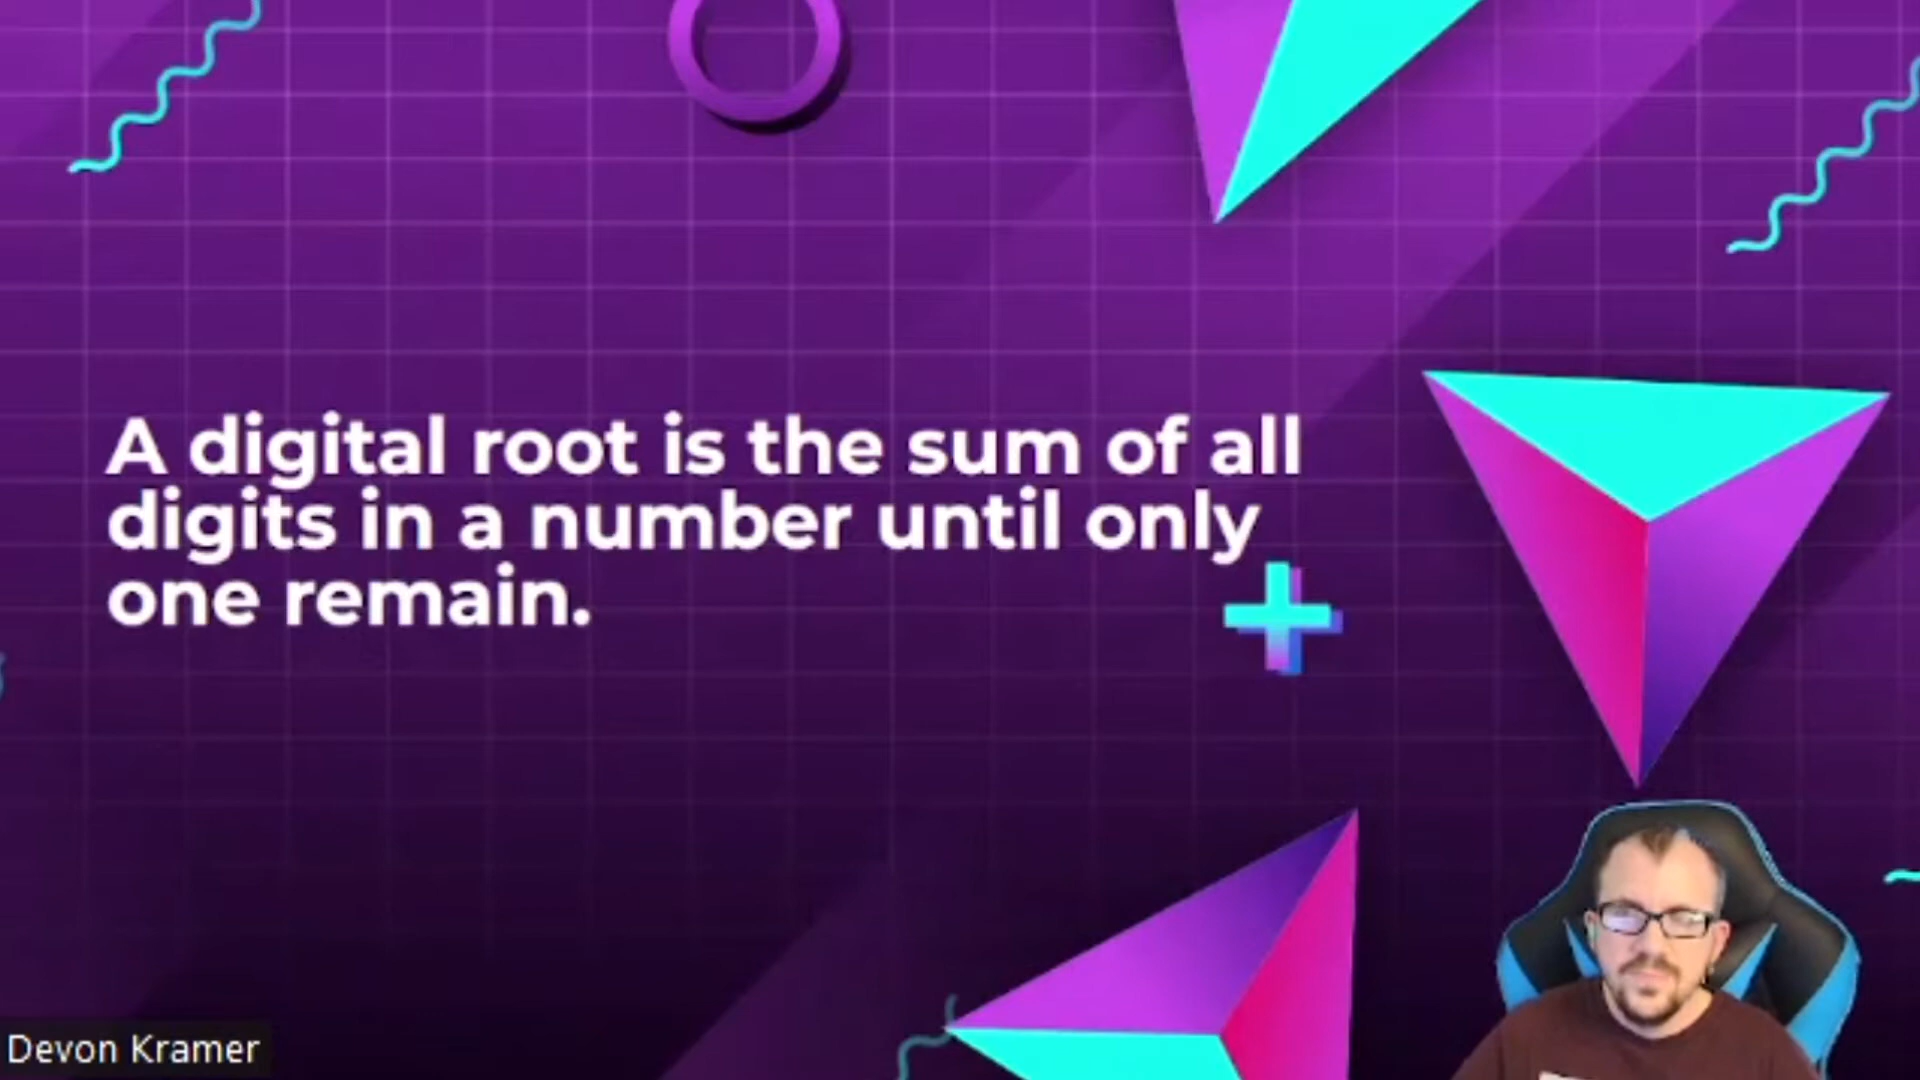 A digital root is the sum of all
digits in a number until only
one remain.
Devon Kramer